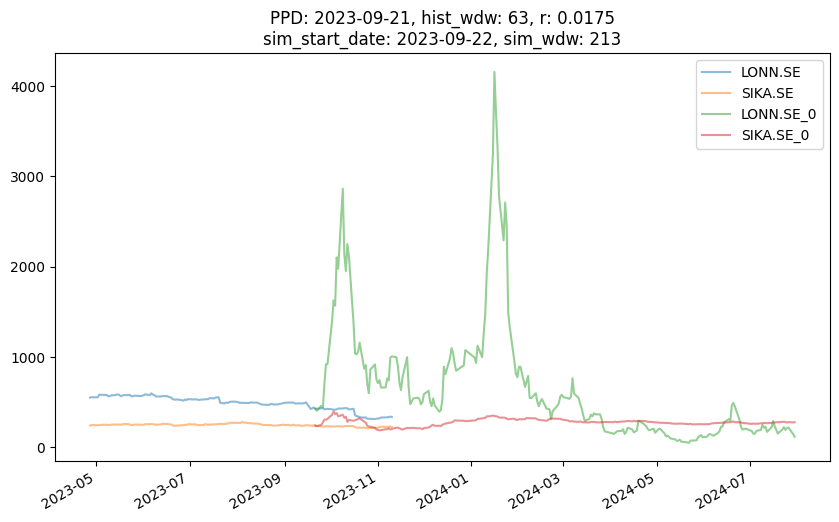 PPD: 2023-09-21, hist_wdw: 63, r: 0.0175
sim_start_date: 2023-09-22, sim_wdw: 213
LONN.SE
SIKA.SE
LONN.SE_0
SIKA.SE_0
4000
3000
2000
1000
0
2023-05
2023-07
2023-09
2023-11
2024-01
2024-03
2024-05
2024-07